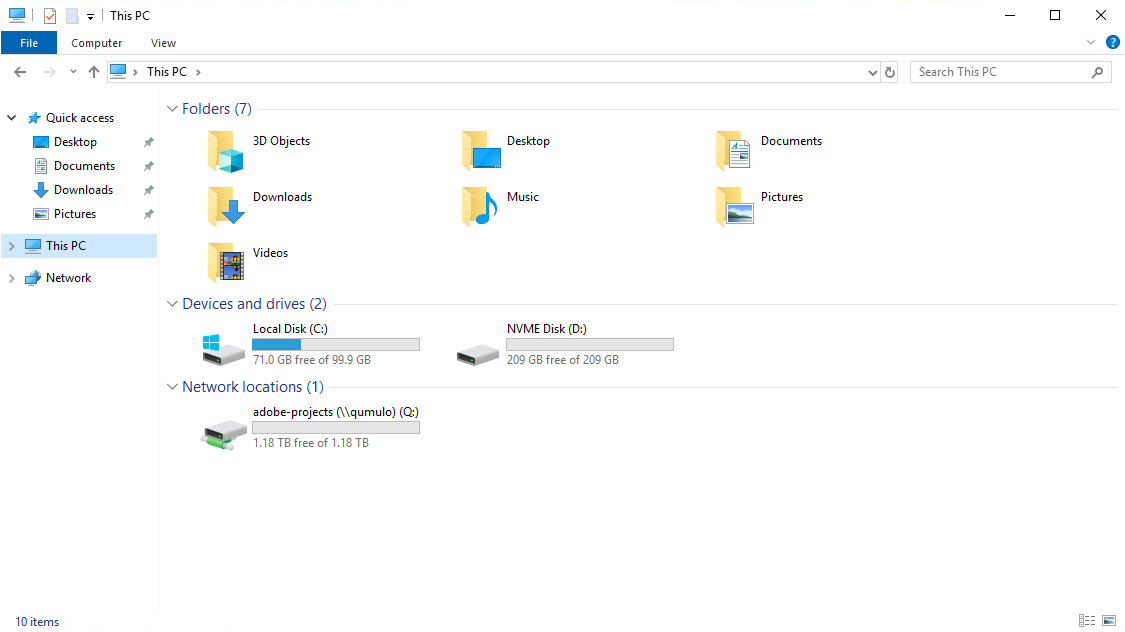 This PC
File Computer View
This PC
Search This PC
Quick access
Desktop
Documents
Downloads
Pictures
This PC
Network
Folders (7)
3D Objects Desktop Documents
Downloads Music Pictures
Videos
Devices and drives (2)
Local Disk (C:) NVME Disk (D:)
71.0 GB free of 99.9 GB 209 GB free of 209 GB
Network locations (1)
adobe-projects (\\qumulo) (Q:)
1.18 TB free of 1.18 TB
10 items